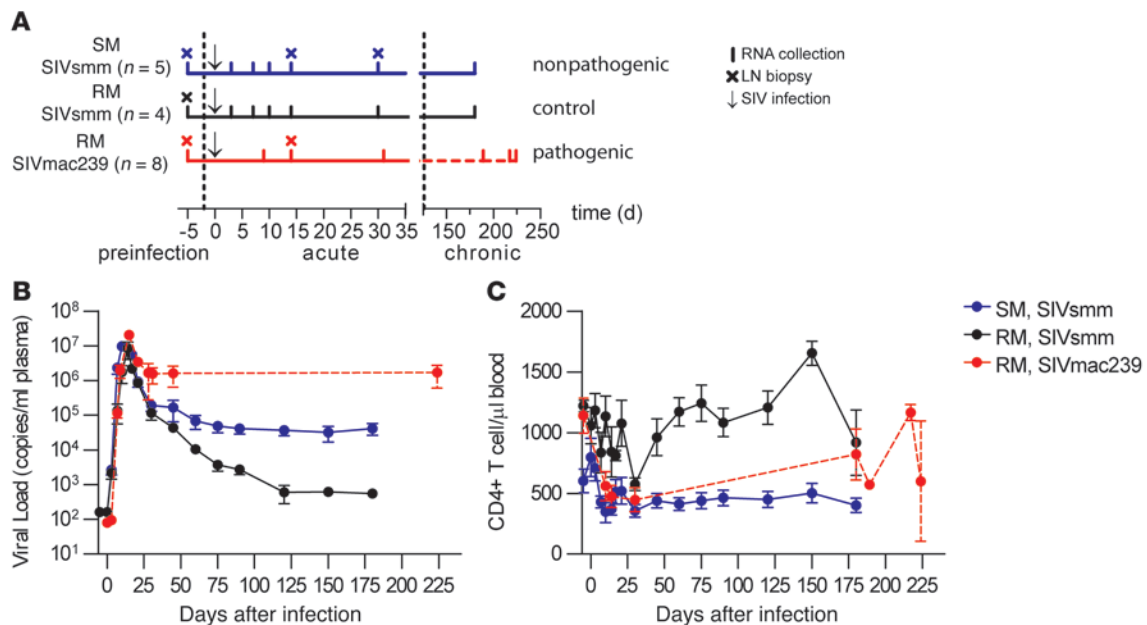 A
SM
SIVsmm (n = 5)
nonpathogenic
RM
SIVsmm (n = 4)
control
RM
SIVmac239 (n = 8)
pathogenic
RNA collection
LN biopsy
SIV infection
-5 0 5 10 15 20 25 30 35 150 200 250
time (d)
preinfection acute chronic
B
Viral Load (copies/ml plasma)
10⁸
10⁷
10⁶
10⁵
10⁴
10³
10²
10¹
0 25 50 75 100 125 150 175 200 225
Days after infection
C
CD4+ T cell/µl blood
2000
1500
1000
500
0
0 25 50 75 100 125 150 175 200 225
Days after infection
SM, SIVsmm
RM, SIVsmm
RM, SIVmac239